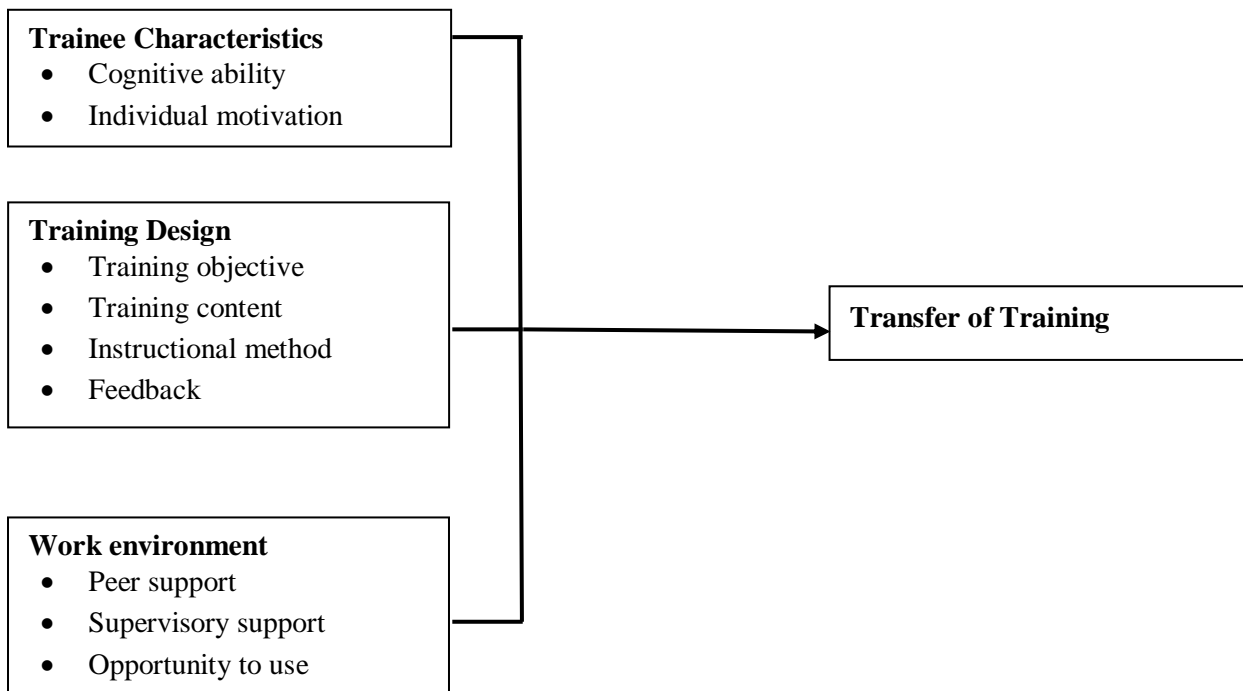 Trainee Characteristics
• Cognitive ability
• Individual motivation
Training Design
• Training objective
• Training content
• Instructional method
• Feedback
Work environment
• Peer support
• Supervisory support
• Opportunity to use
Transfer of Training